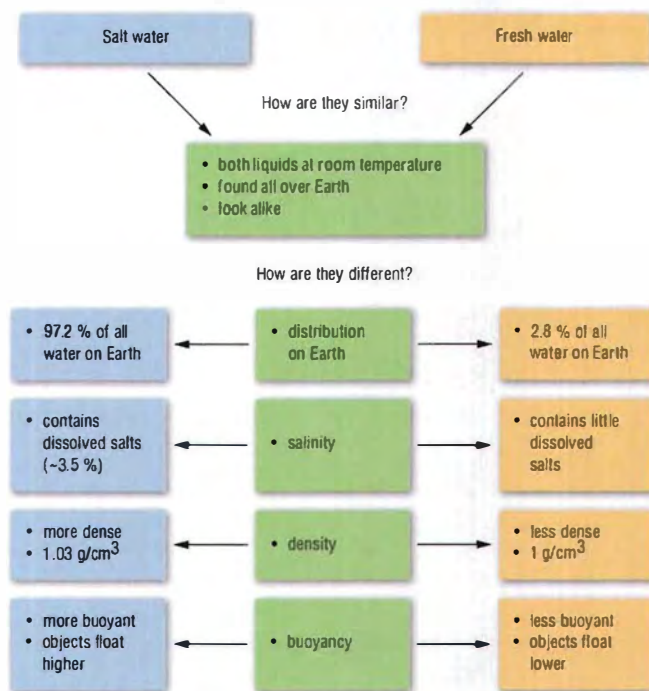 Salt water
Fresh water
How are they similar?
• both liquids at room temperature
• found all over Earth
• look alike
How are they different?
• 97.2 % of all
water on Earth
• distribution
on Earth
• 2.8 % of all
water on Earth
• contains
dissolved salts
(~3.5 %)
• salinity
• contains little
dissolved
salts
• more dense
• 1.03 g/cm³
• density
• less dense
• 1 g/cm³
• more buoyant
• objects float
higher
• buoyancy
• less buoyant
• objects float
lower